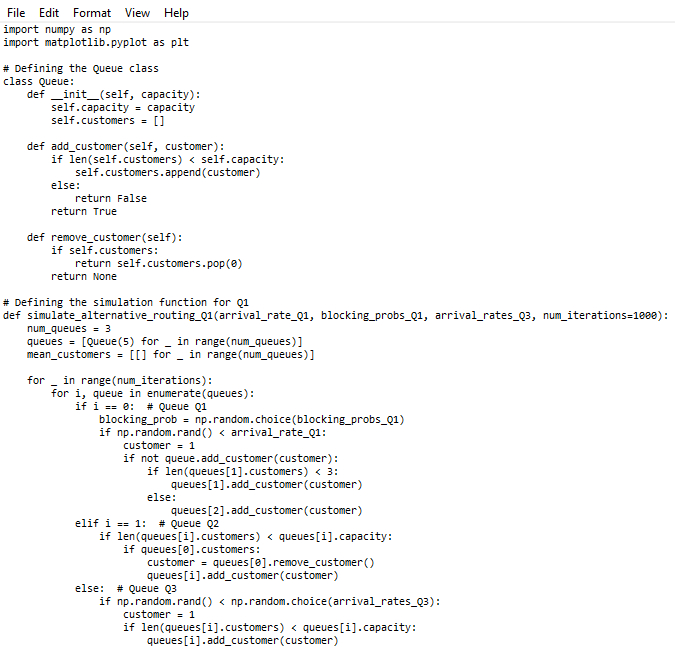 File Edit Format View Help
import numpy as np
import matplotlib.pyplot as plt

# Defining the Queue class
class Queue:
    def __init__(self, capacity):
        self.capacity = capacity
        self.customers = []

    def add_customer(self, customer):
        if len(self.customers) < self.capacity:
            self.customers.append(customer)
        else:
            return False
        return True

    def remove_customer(self):
        if self.customers:
            return self.customers.pop(0)
        return None

# Defining the simulation function for Q1
def simulate_alternative_routing_Q1(arrival_rate_Q1, blocking_probs_Q1, arrival_rates_Q3, num_iterations=1000):
    num_queues = 3
    queues = [Queue(5) for _ in range(num_queues)]
    mean_customers = [[] for _ in range(num_queues)]

    for _ in range(num_iterations):
        for i, queue in enumerate(queues):
            if i == 0:  # Queue Q1
                blocking_prob = np.random.choice(blocking_probs_Q1)
                if np.random.rand() < arrival_rate_Q1:
                    customer = 1
                    if not queue.add_customer(customer):
                        if len(queues[1].customers) < 3:
                            queues[1].add_customer(customer)
                        else:
                            queues[2].add_customer(customer)
            elif i == 1:  # Queue Q2
                if len(queues[i].customers) < queues[i].capacity:
                    if queues[0].customers:
                        customer = queues[0].remove_customer()
                        queues[i].add_customer(customer)
            else:  # Queue Q3
                if np.random.rand() < np.random.choice(arrival_rates_Q3):
                    customer = 1
                    if len(queues[i].customers) < queues[i].capacity:
                        queues[i].add_customer(customer)